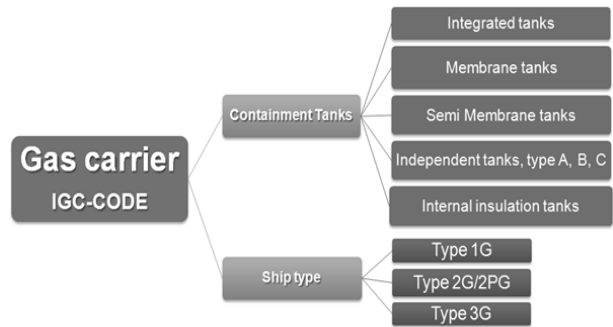 Gas carrier
IGC-CODE
Containment Tanks
Integrated tanks
Membrane tanks
Semi Membrane tanks
Independent tanks, type A, B, C
Internal insulation tanks
Ship type
Type 1G
Type 2G/2PG
Type 3G